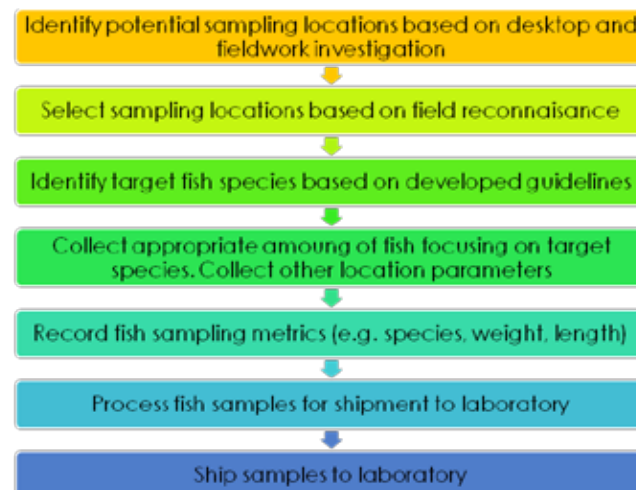 Identify potential sampling locations based on desktop and
fieldwork investigation
Select sampling locations based on field reconnaisance
Identify target fish species based on developed guidelines
Collect appropriate amoung of fish focusing on target
species. Collect other location parameters
Record fish sampling metrics (e.g. species, weight, length)
Process fish samples for shipment to laboratory
Ship samples to laboratory